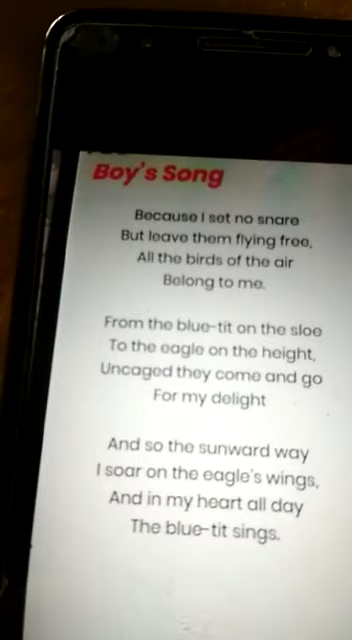 Boy's Song
Because I set no snare
But leave them flying free,
All the birds of the air
Belong to me.
From the blue-tit on the sloe
To the eagle on the height,
Uncaged they come and go
For my delight
And so the sunward way
I soar on the eagle's wings,
And in my heart all day
The blue-tit sings.